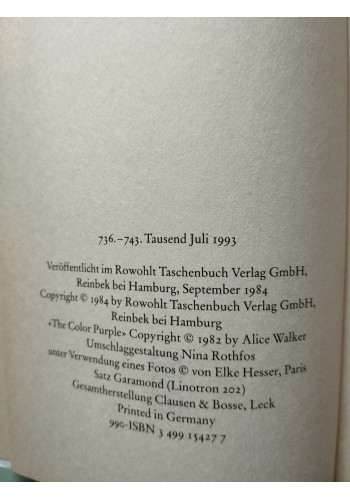 736.–743. Tausend Juli 1993
Veröffentlicht im Rowohlt Taschenbuch Verlag GmbH,
Reinbek bei Hamburg, September 1984
Copyright © 1984 by Rowohlt Taschenbuch Verlag GmbH,
Reinbek bei Hamburg
«The Color Purple» Copyright © 1982 by Alice Walker
Umschlaggestaltung Nina Rothfos
unter Verwendung eines Fotos © von Elke Hesser, Paris
Satz Garamond (Linotron 202)
Gesamtherstellung Clausen & Bosse, Leck
Printed in Germany
990-ISBN 3 499 15427 7